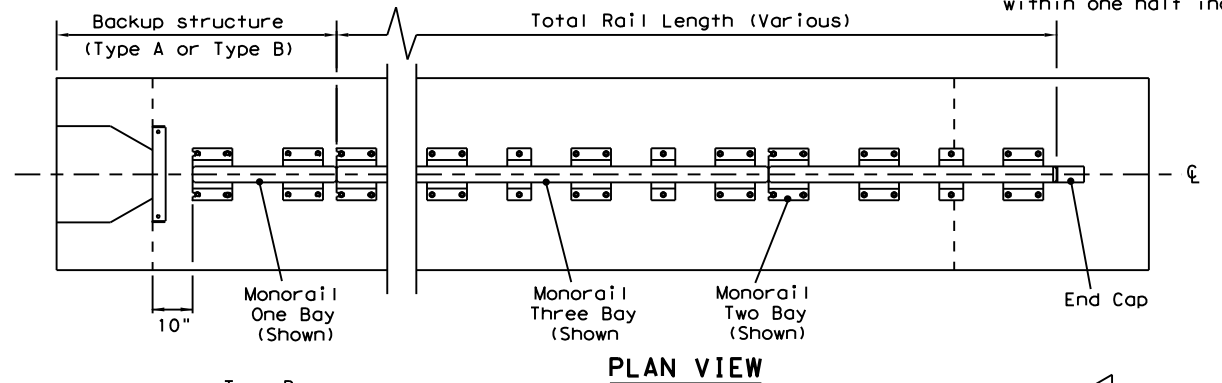 within one half inc
Backup structure
(Type A or Type B)
Total Rail Length (Various)
℄
10"
Monorail
One Bay
(Shown)
Monorail
Three Bay
(Shown
Monorail
Two Bay
(Shown)
End Cap
PLAN VIEW